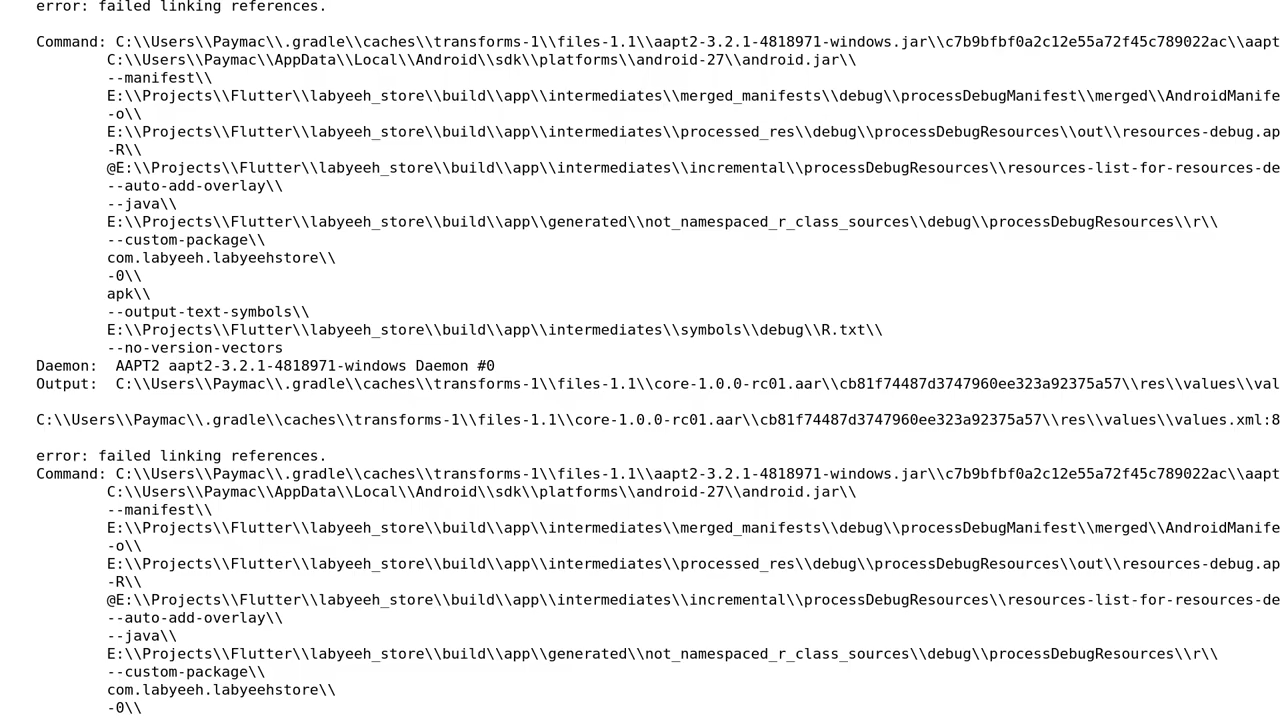 error: failed linking references.
Command: C:\\Users\\Paymac\\.gradle\\caches\\transforms-1\\files-1.1\\aapt2-3.2.1-4818971-windows.jar\\c7b9bfbf0a2c12e55a72f45c789022ac\\aapt
C:\\Users\\Paymac\\AppData\\Local\\Android\\sdk\\platforms\\android-27\\android.jar\\
--manifest\\
E:\\Projects\\Flutter\\labyeeh_store\\build\\app\\intermediates\\merged_manifests\\debug\\processDebugManifest\\merged\\AndroidManife
-o\\
E:\\Projects\\Flutter\\labyeeh_store\\build\\app\\intermediates\\processed_res\\debug\\processDebugResources\\out\\resources-debug.ap
-R\\
@E:\\Projects\\Flutter\\labyeeh_store\\build\\app\\intermediates\\incremental\\processDebugResources\\resources-list-for-resources-de
--auto-add-overlay\\
--java\\
E:\\Projects\\Flutter\\labyeeh_store\\build\\app\\generated\\not_namespaced_r_class_sources\\debug\\processDebugResources\\r\\
--custom-package\\
com.labyeeh.labyeehstore\\
-0\\
apk\\
--output-text-symbols\\
E:\\Projects\\Flutter\\labyeeh_store\\build\\app\\intermediates\\symbols\\debug\\R.txt\\
--no-version-vectors
Daemon:  AAPT2 aapt2-3.2.1-4818971-windows Daemon #0
Output:  C:\\Users\\Paymac\\.gradle\\caches\\transforms-1\\files-1.1\\core-1.0.0-rc01.aar\\cb81f74487d3747960ee323a92375a57\\res\\values\\val
C:\\Users\\Paymac\\.gradle\\caches\\transforms-1\\files-1.1\\core-1.0.0-rc01.aar\\cb81f74487d3747960ee323a92375a57\\res\\values\\values.xml:8
error: failed linking references.
Command: C:\\Users\\Paymac\\.gradle\\caches\\transforms-1\\files-1.1\\aapt2-3.2.1-4818971-windows.jar\\c7b9bfbf0a2c12e55a72f45c789022ac\\aapt
C:\\Users\\Paymac\\AppData\\Local\\Android\\sdk\\platforms\\android-27\\android.jar\\
--manifest\\
E:\\Projects\\Flutter\\labyeeh_store\\build\\app\\intermediates\\merged_manifests\\debug\\processDebugManifest\\merged\\AndroidManife
-o\\
E:\\Projects\\Flutter\\labyeeh_store\\build\\app\\intermediates\\processed_res\\debug\\processDebugResources\\out\\resources-debug.ap
-R\\
@E:\\Projects\\Flutter\\labyeeh_store\\build\\app\\intermediates\\incremental\\processDebugResources\\resources-list-for-resources-de
--auto-add-overlay\\
--java\\
E:\\Projects\\Flutter\\labyeeh_store\\build\\app\\generated\\not_namespaced_r_class_sources\\debug\\processDebugResources\\r\\
--custom-package\\
com.labyeeh.labyeehstore\\
-0\\